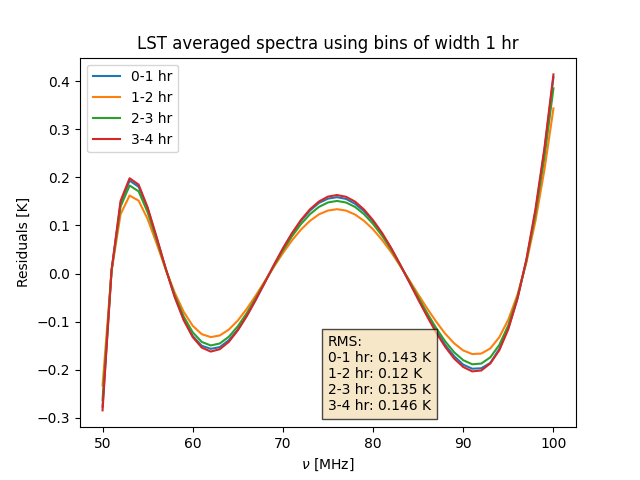 LST averaged spectra using bins of width 1 hr
0-1 hr
1-2 hr
2-3 hr
3-4 hr
Residuals [K]
0.4
0.3
0.2
0.1
0.0
−0.1
−0.2
−0.3
RMS:
0-1 hr: 0.143 K
1-2 hr: 0.12 K
2-3 hr: 0.135 K
3-4 hr: 0.146 K
50 60 70 80 90 100
ν [MHz]